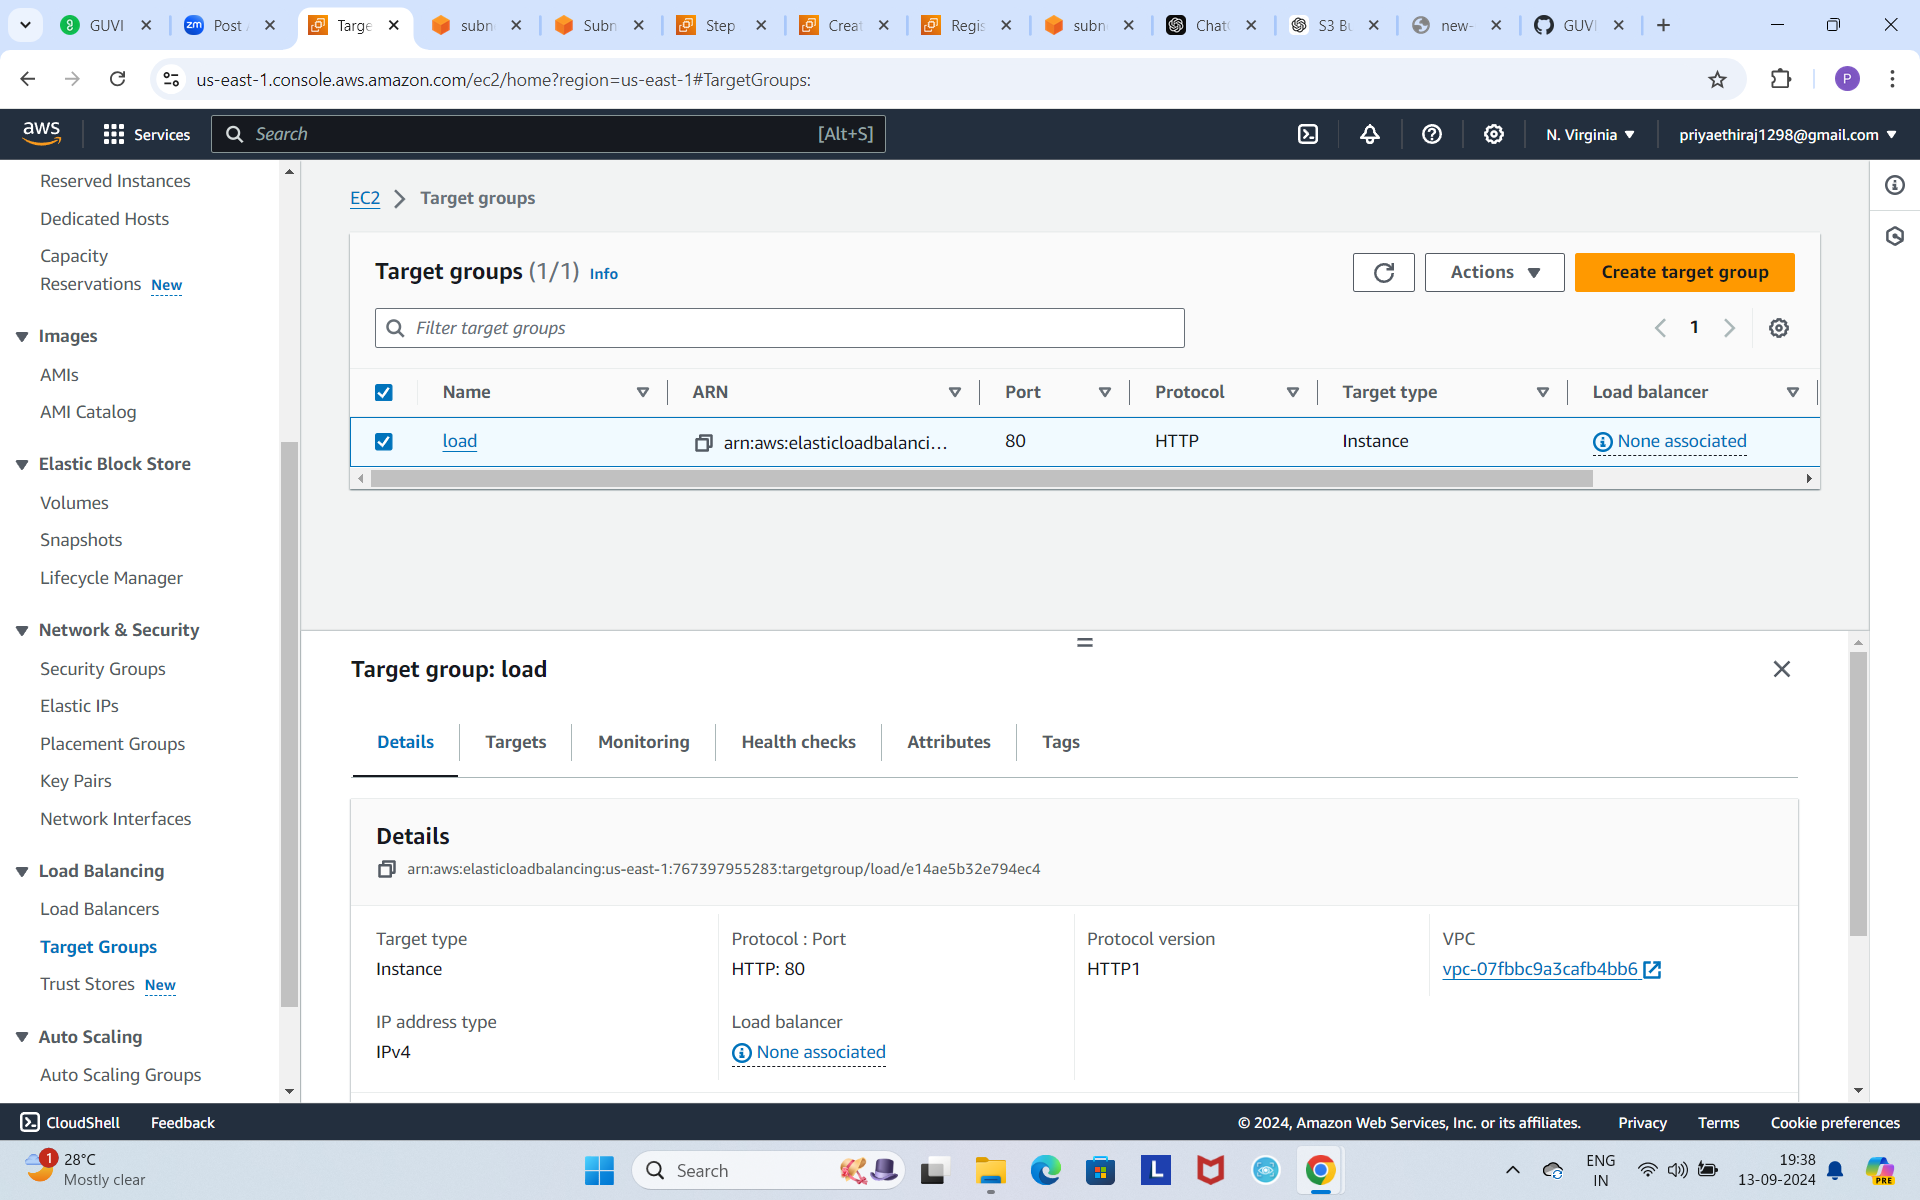 GUVI
Post
Targe
subn
Subn
Step
Creat
Regis
subn
Chat
S3 Bu
new-
GUVI
us-east-1.console.aws.amazon.com/ec2/home?region=us-east-1#TargetGroups:
P
aws
Services
Search
[Alt+S]
N. Virginia
priyaethiraj1298@gmail.com
Reserved Instances
Dedicated Hosts
Capacity
Reservations New
Images
AMIs
AMI Catalog
Elastic Block Store
Volumes
Snapshots
Lifecycle Manager
Network & Security
Security Groups
Elastic IPs
Placement Groups
Key Pairs
Network Interfaces
Load Balancing
Load Balancers
Target Groups
Trust Stores New
Auto Scaling
Auto Scaling Groups
EC2 > Target groups
Target groups (1/1) Info
Actions
Create target group
Filter target groups
1
Name ARN Port Protocol Target type Load balancer
load arn:aws:elasticloadbalanci... 80 HTTP Instance None associated
Target group: load
Details Targets Monitoring Health checks Attributes Tags
Details
arn:aws:elasticloadbalancing:us-east-1:767397955283:targetgroup/load/e14ae5b32e794ec4
Target type
Instance
Protocol : Port
HTTP: 80
Protocol version
HTTP1
VPC
vpc-07fbbc9a3cafb4bb6
IP address type
IPv4
Load balancer
None associated
CloudShell
Feedback
© 2024, Amazon Web Services, Inc. or its affiliates.
Privacy
Terms
Cookie preferences
1
28°C
Mostly clear
Search
L
ENG
IN
19:38
13-09-2024
PRE